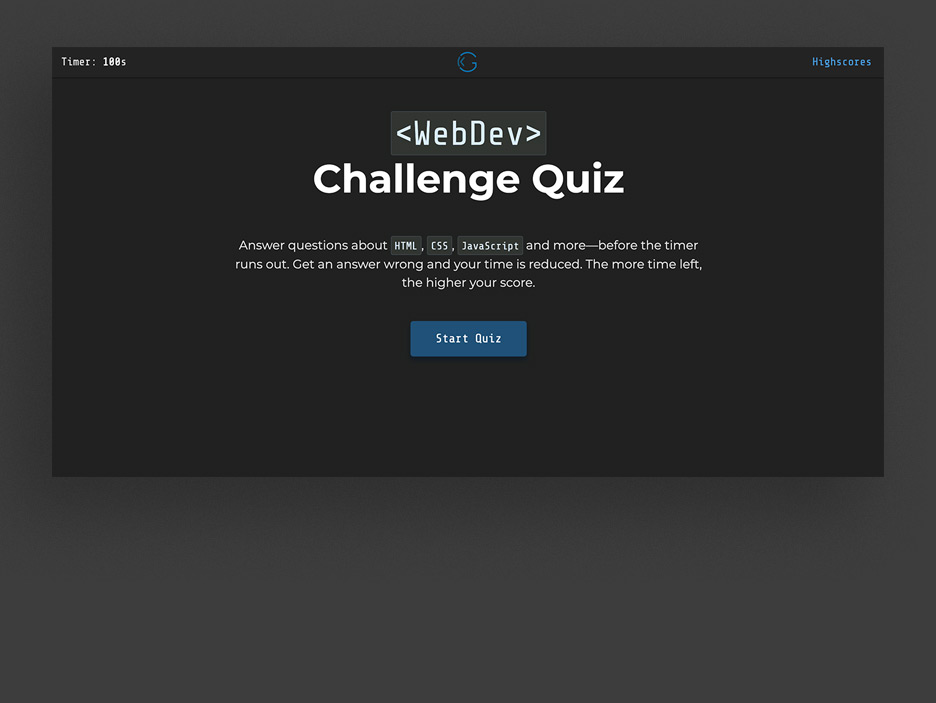 Timer: 100s
Highscores
<WebDev>
Challenge Quiz
Answer questions about HTML, CSS, JavaScript and more—before the timer
runs out. Get an answer wrong and your time is reduced. The more time left,
the higher your score.
Start Quiz